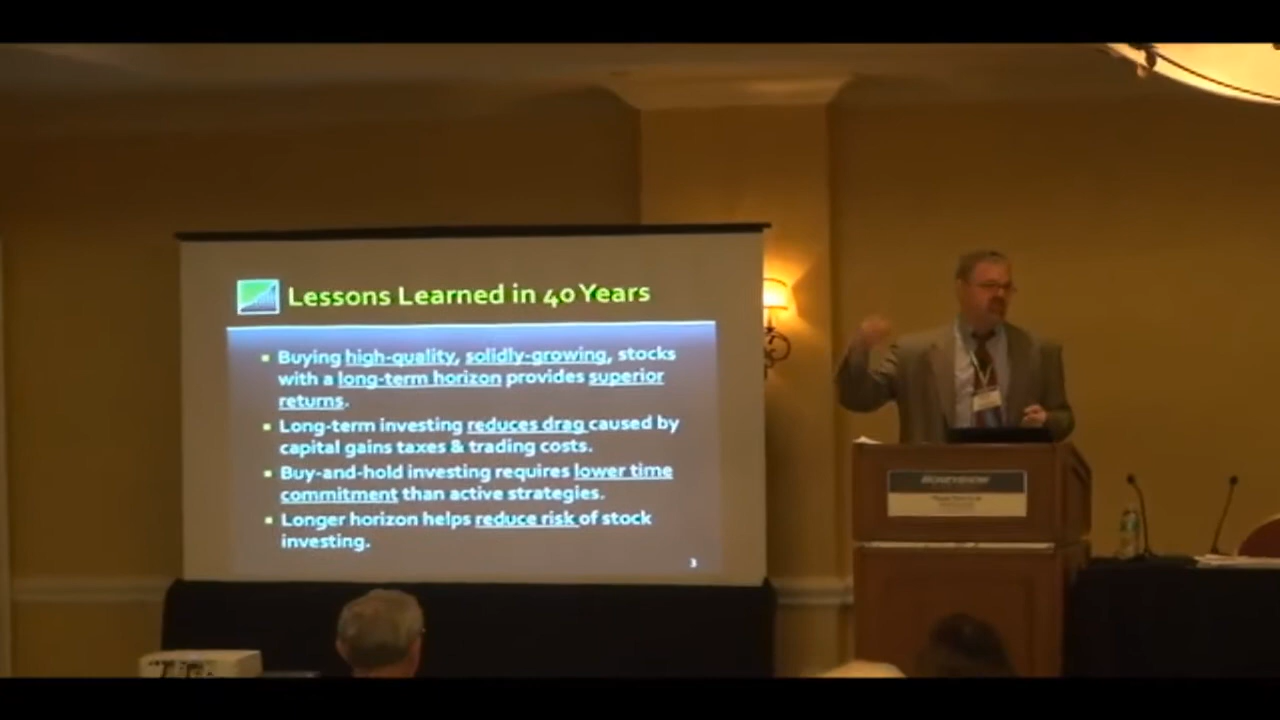 Lessons Learned in 40 Years
▪ Buying high-quality, solidly-growing, stocks
with a long-term horizon provides superior
returns.
▪ Long-term investing reduces drag caused by
capital gains taxes & trading costs.
▪ Buy-and-hold investing requires lower time
commitment than active strategies.
▪ Longer horizon helps reduce risk of stock
investing.
3